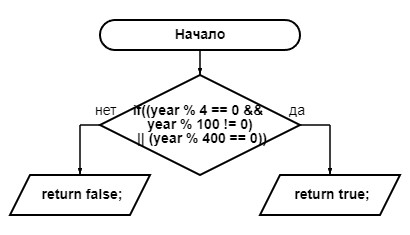 Начало
нет
if((year % 4 == 0 &&
year % 100 != 0)
|| (year % 400 == 0))
да
return false;
return true;